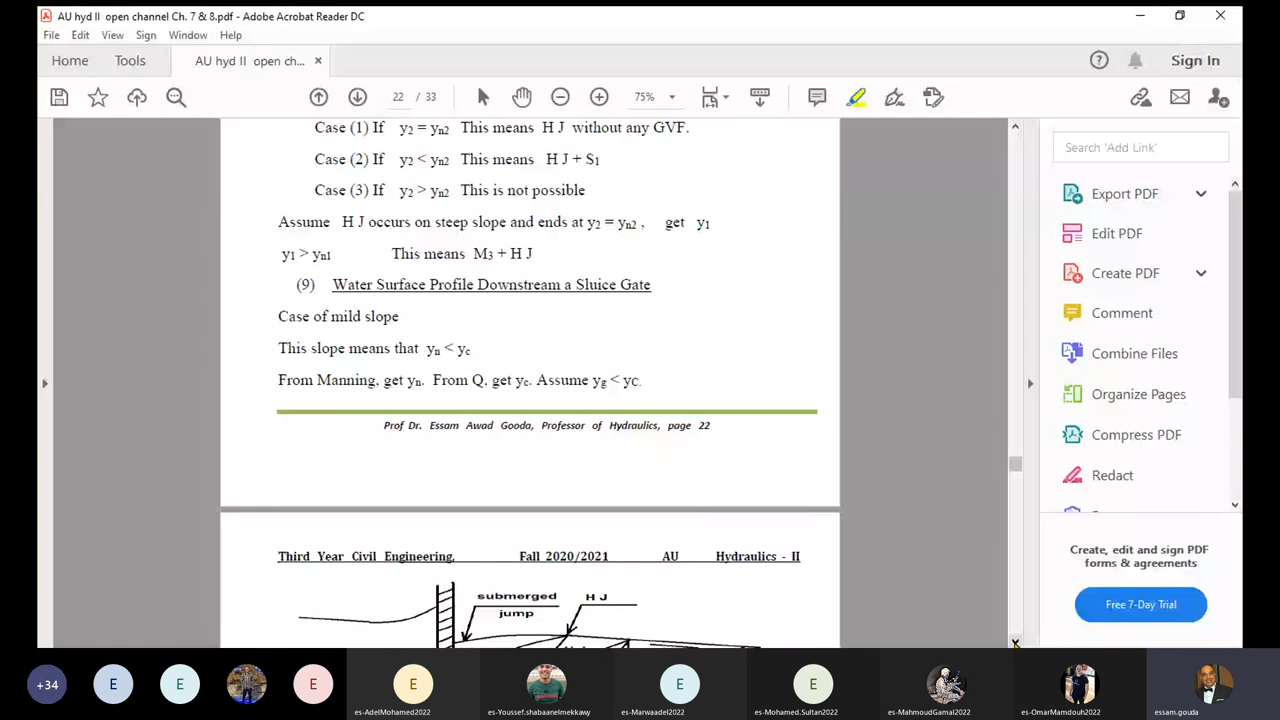 AU hyd II open channel Ch. 7 & 8.pdf - Adobe Acrobat Reader DC
File Edit View Sign Window Help
Home Tools AU hyd II open ch... × Sign In
22 / 33 75%
Case (1) If y2 = yn2 This means H J without any GVF.
Case (2) If y2 < yn2 This means H J + S1
Case (3) If y2 > yn2 This is not possible
Assume H J occurs on steep slope and ends at y2 = yn2 , get y1
y1 > yn1 This means M3 + H J
(9) Water Surface Profile Downstream a Sluice Gate
Case of mild slope
This slope means that yn < yc
From Manning, get yn. From Q, get yc. Assume yg < yC.
Prof Dr. Essam Awad Gooda, Professor of Hydraulics, page 22
Third Year Civil Engineering, Fall 2020/2021 AU Hydraulics - II
submerged
jump
H J
Search 'Add Link'
Export PDF
Edit PDF
Create PDF
Comment
Combine Files
Organize Pages
Compress PDF
Redact
Create, edit and sign PDF
forms & agreements
Free 7-Day Trial
+34 E E E E E E
es-AdelMohamed2022 es-Youssef.shabaanelmekkawy es-Marwaadel2022 es-Mohamed.Sultan2022 es-MahmoudGamal2022 es-OmarMamdouh2022 essam.gouda